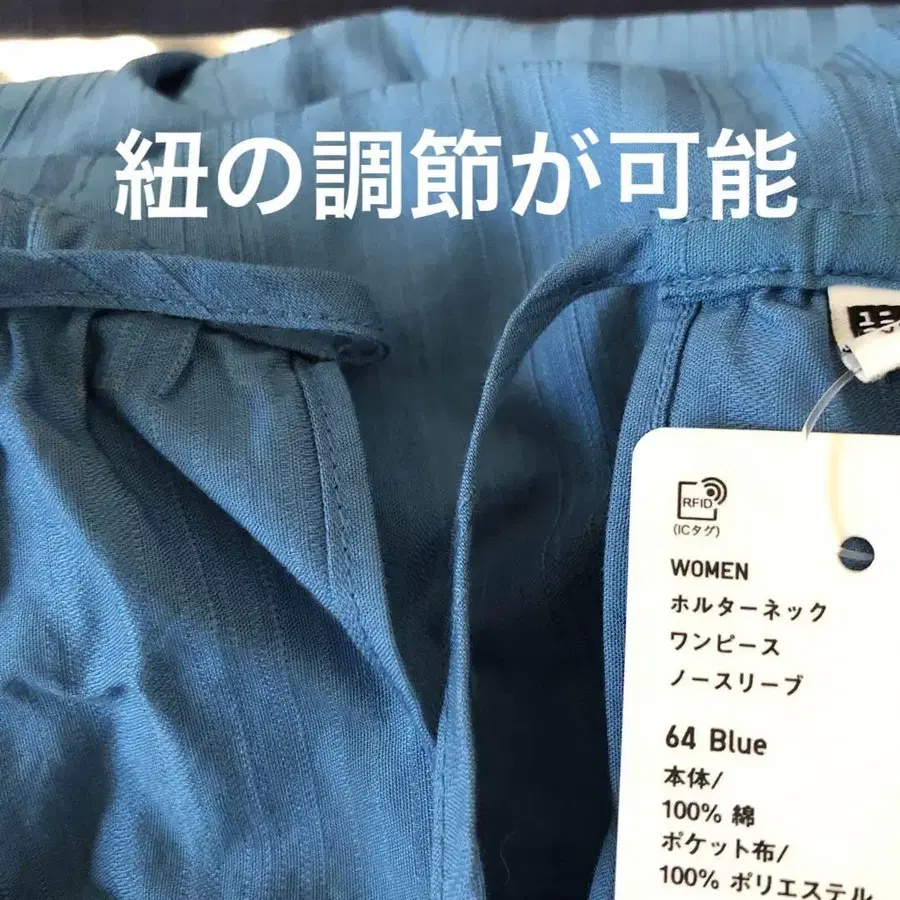 紐の調節が可能
RFID
(ICタグ)
WOMEN
ホルターネック
ワンピース
ノースリーブ
64 Blue
本体/
100% 綿
ポケット布/
100% ポリエステル